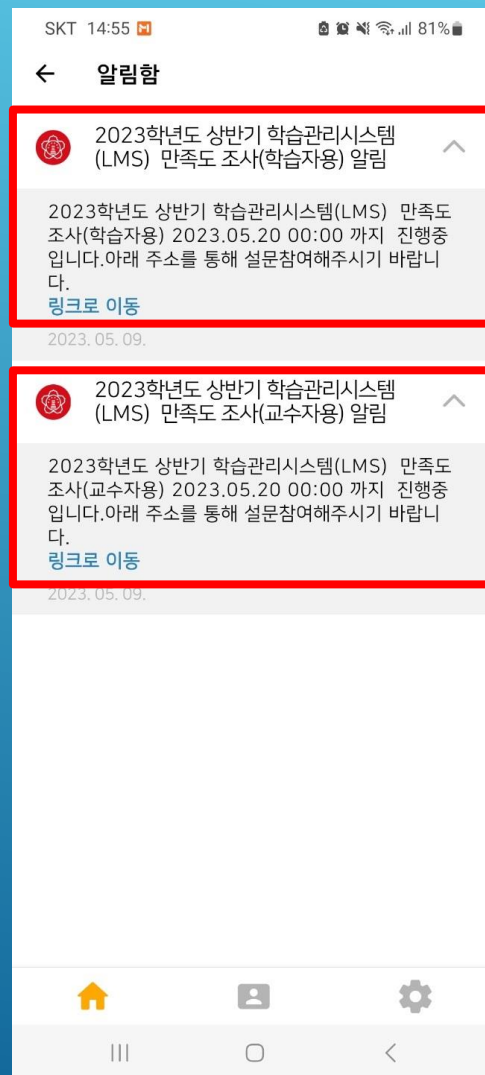 SKT 14:55 81%
알림함
2023학년도 상반기 학습관리시스템
(LMS) 만족도 조사(학습자용) 알림
2023학년도 상반기 학습관리시스템(LMS) 만족도
조사(학습자용) 2023.05.20 00:00 까지 진행중
입니다.아래 주소를 통해 설문참여해주시기 바랍니
다.
링크로 이동
2023. 05. 09.
2023학년도 상반기 학습관리시스템
(LMS) 만족도 조사(교수자용) 알림
2023학년도 상반기 학습관리시스템(LMS) 만족도
조사(교수자용) 2023.05.20 00:00 까지 진행중
입니다.아래 주소를 통해 설문참여해주시기 바랍니
다.
링크로 이동
2023. 05. 09.